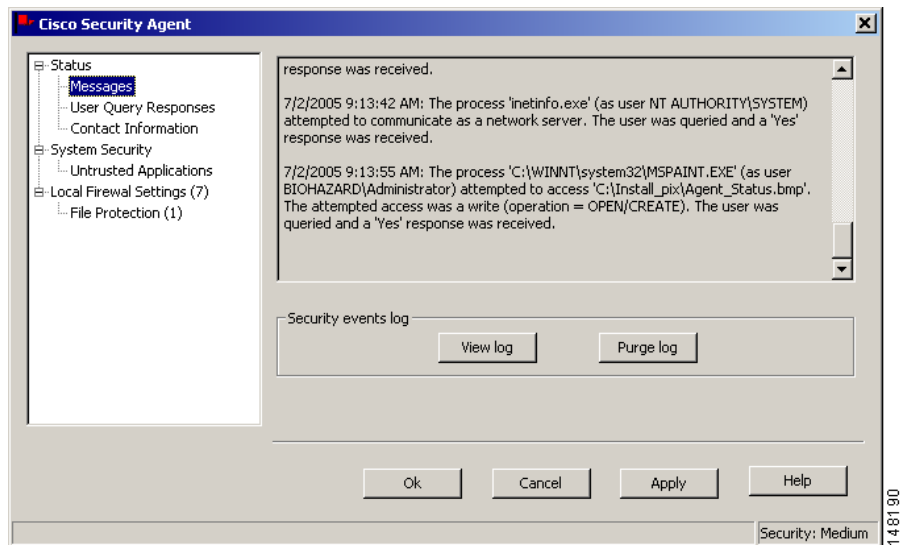 Cisco Security Agent
Status
Messages
User Query Responses
Contact Information
System Security
Untrusted Applications
Local Firewal Settings (7)
File Protection (1)
response was received.
7/2/2005 9:13:42 AM: The process 'inetinfo.exe' (as user NT AUTHORITY\SYSTEM)
attempted to communicate as a network server. The user was queried and a 'Yes'
response was received.
7/2/2005 9:13:55 AM: The process 'C:\WINNT\system32\MSPAINT.EXE' (as user
BIOHAZARD\Administrator) attempted to access 'C:\Install_pix\Agent_Status.bmp'.
The attempted access was a write (operation = OPEN/CREATE). The user was
queried and a 'Yes' response was received.
Security events log
View log
Purge log
Ok
Cancel
Apply
Help
Security: Medium
148190